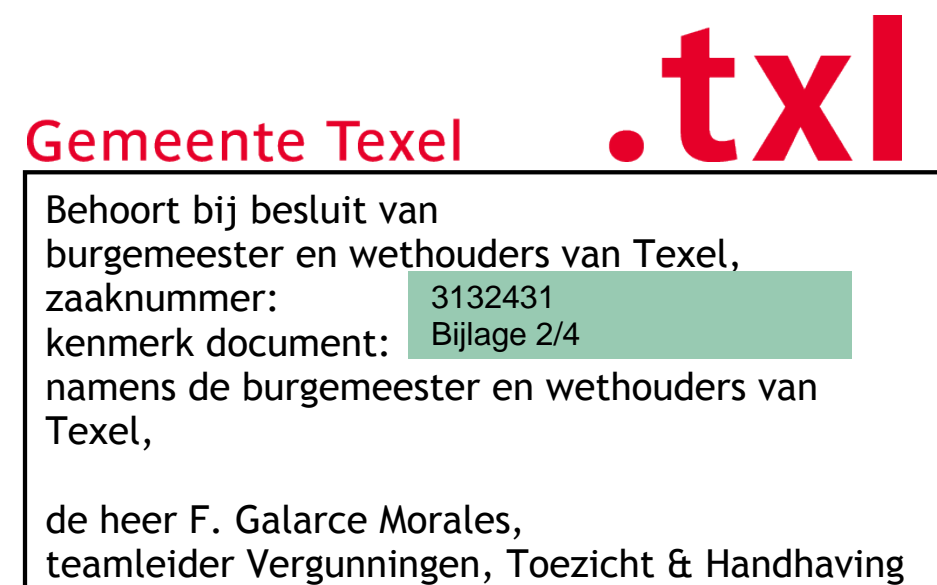 .txl
Gemeente Texel
Behoort bij besluit van
burgemeester en wethouders van Texel,
zaaknummer: 3132431
kenmerk document: Bijlage 2/4
namens de burgemeester en wethouders van
Texel,
de heer F. Galarce Morales,
teamleider Vergunningen, Toezicht & Handhaving